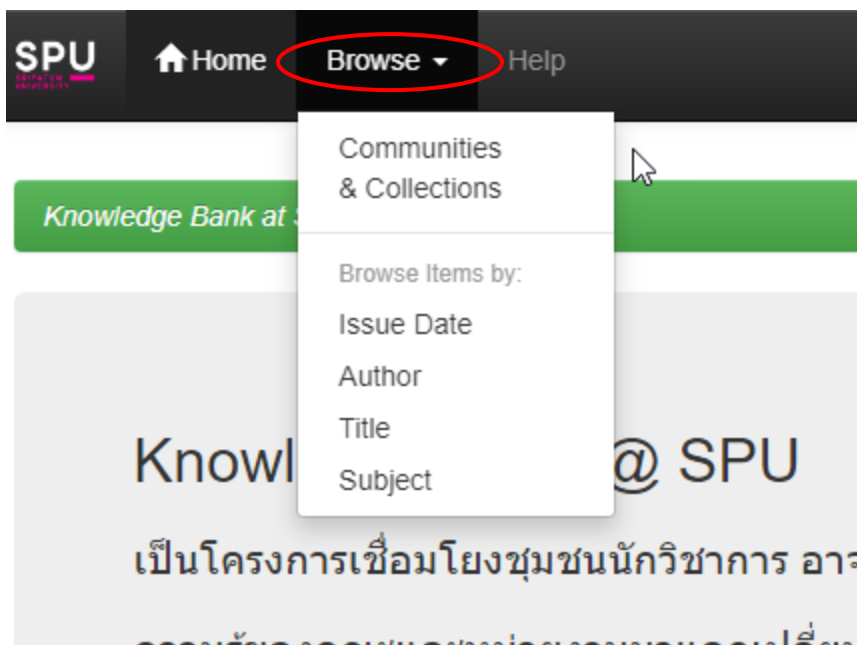 SPU
SRIPATUM
UNIVERSITY
Home
Browse
Help
Communities
& Collections
Knowledge Bank at
Browse Items by:
Issue Date
Author
Title
Subject
Knowl @ SPU
เป็นโครงการเชื่อมโยงชุมชนนักวิชาการ